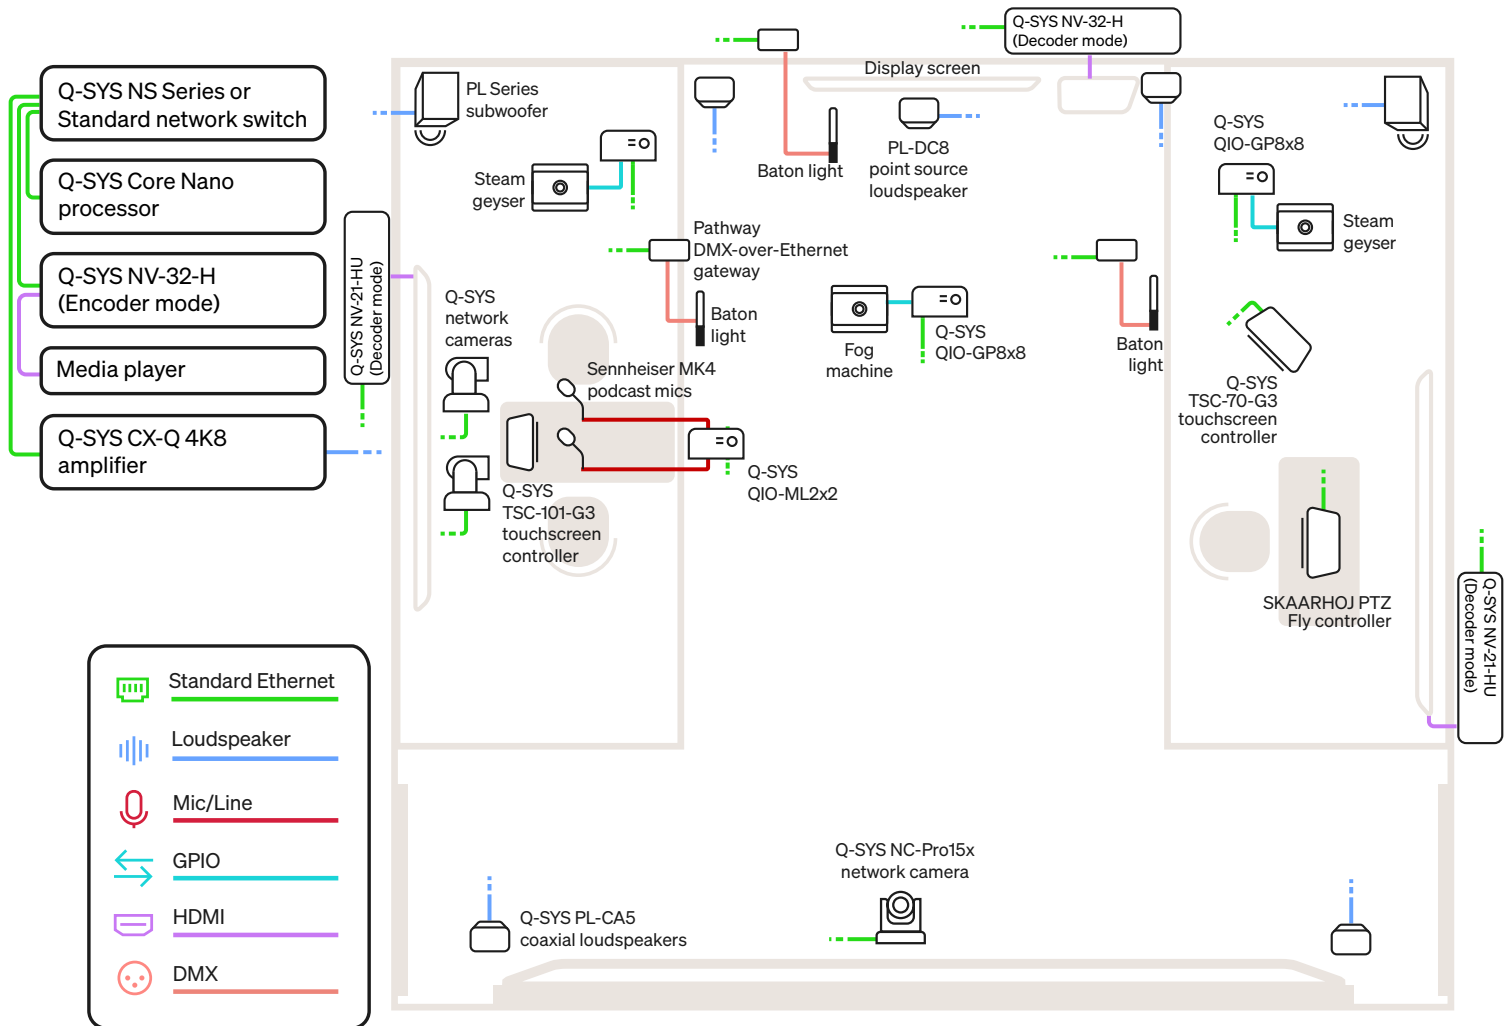 Q-SYS NS Series or
Standard network switch
Q-SYS Core Nano
processor
Q-SYS NV-32-H
(Encoder mode)
Media player
Q-SYS CX-Q 4K8
amplifier
Q-SYS NV-21-HU
(Decoder mode)
PL Series
subwoofer
Steam
geyser
Q-SYS
network
cameras
Pathway
DMX-over-Ethernet
gateway
Baton
light
Sennheiser MK4
podcast mics
Q-SYS
TSC-101-G3
touchscreen
controller
Q-SYS
QIO-ML2x2
Display screen
Baton light
PL-DC8
point source
loudspeaker
Fog
machine
Q-SYS
QIO-GP8x8
Q-SYS NV-32-H
(Decoder mode)
Q-SYS
QIO-GP8x8
Steam
geyser
Baton
light
Q-SYS
TSC-70-G3
touchscreen
controller
SKAARHOJ PTZ
Fly controller
Q-SYS NV-21-HU
(Decoder mode)
Q-SYS NC-Pro15x
network camera
Q-SYS PL-CA5
coaxial loudspeakers
Standard Ethernet
Loudspeaker
Mic/Line
GPIO
HDMI
DMX